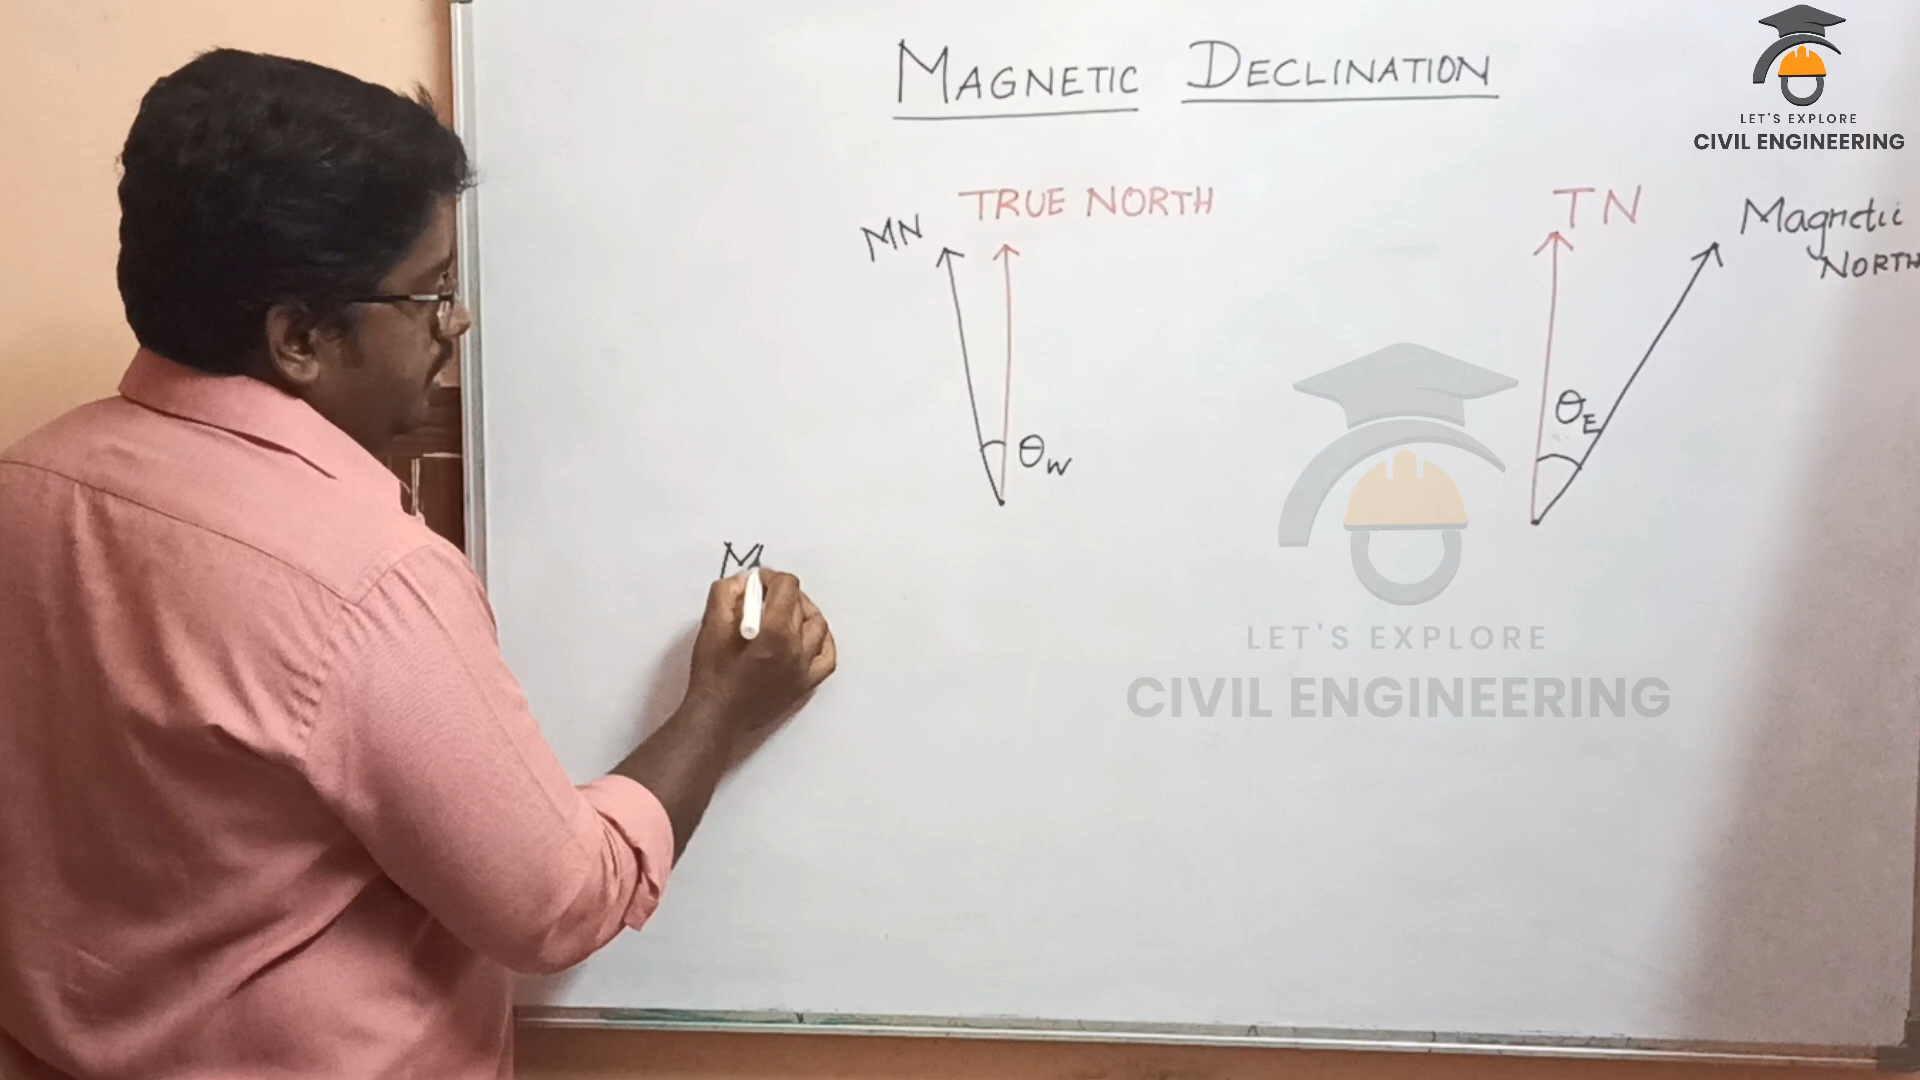 MAGNETIC DECLINATION
LET'S EXPLORE
CIVIL ENGINEERING
MN
TRUE NORTH
TN
Magnetic
NORTH
θW
θE
M
LET'S EXPLORE
CIVIL ENGINEERING